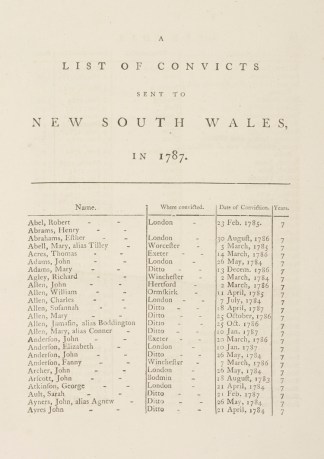 A
LIST OF CONVICTS
SENT TO
NEW SOUTH WALES,
IN 1787.
Name. Where convicted. Date of Conviction. Years.
Abel, Robert - - London - 23 Feb. 1785. 7
Abrams, Henry - -
Abrahams, Esther - - London - 30 August, 1786 7
Abell, Mary, alias Tilley - Worcester - 5 March, 1785 7
Acres, Thomas - - Exeter - 14 March, 1786 7
Adams, John - - London - 26 May, 1784 7
Adams, Mary - - Ditto - 13 Decem. 1786 7
Agley, Richard - - Winchester - 2 March, 1784 7
Allen, John - - Hertford - 2 March, 1786 7
Allen, William - - Ormskirk - 11 April, 1785 7
Allen, Charles - - London - 7 July, 1784 7
Allen, Susannah - - Ditto - 18 April, 1787 7
Allen, Mary - - Ditto - 25 October, 1786 7
Allen, Jamasin, alias Boddington Ditto - 25 Oct. 1786 7
Allen, Mary, alias Conner - Ditto - 10 Jan. 1787 7
Anderson, John - - Exeter - 20 March, 1786 7
Anderson, Elizabeth - London - 10 Jan. 1787 7
Anderson, John - - Ditto - 26 May, 1784 7
Anderson, Fanny - - Winchester 7 March, 1786 7
Archer, John - - London - 26 May, 1784 7
Aricott, John - - Bodmin - 18 August, 1783 7
Atkinson, George - - London - 21 April, 1784 7
Ault, Sarah - - Ditto - 21 Feb. 1787 7
Ayners, John, alias Agnew - Ditto - 26 May, 1784 7
Ayres John - - Ditto - 21 April, 1784 7